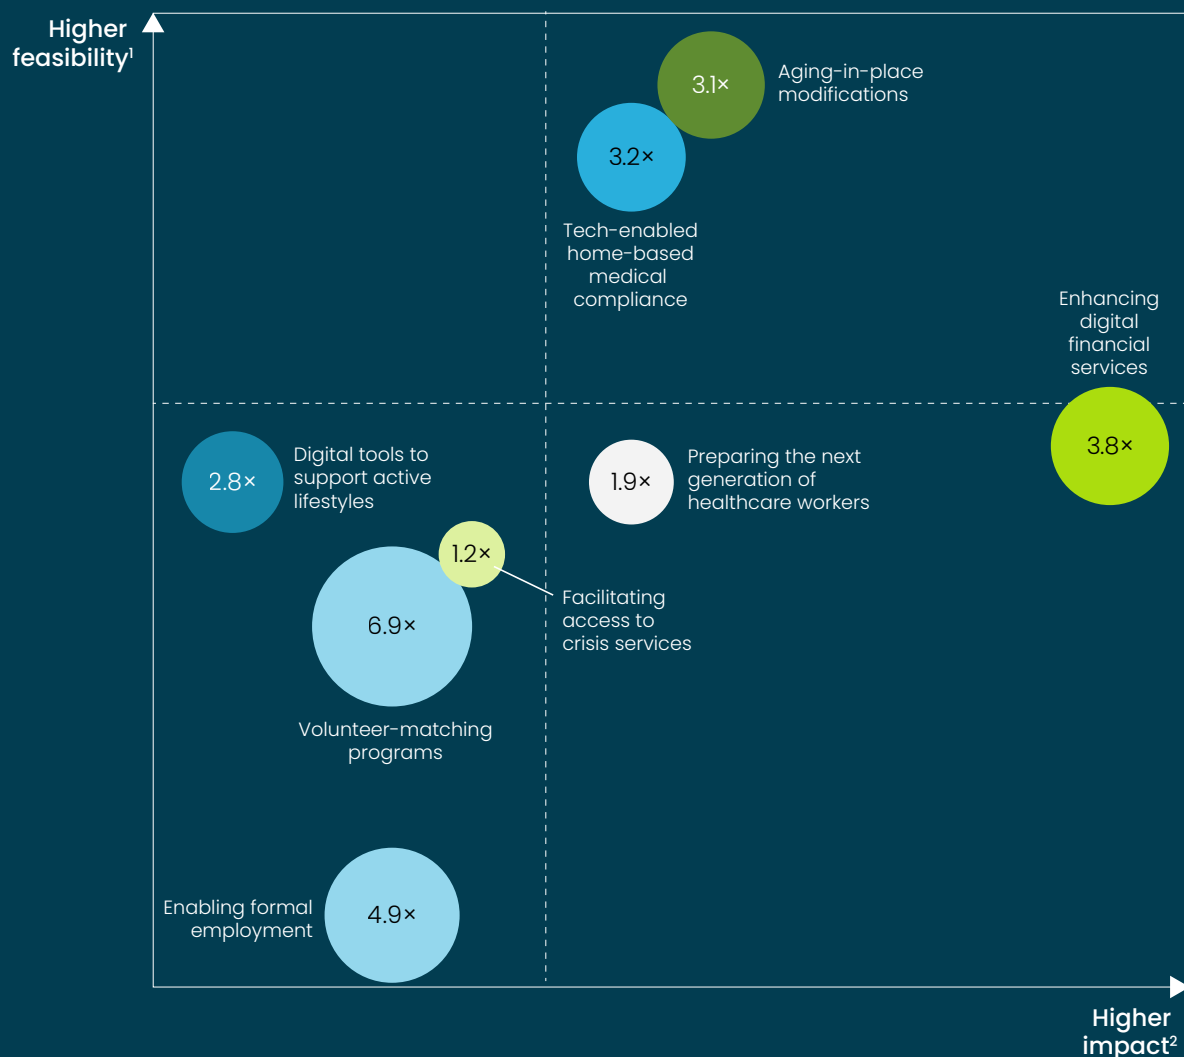 Higher
feasibility¹
3.1×
Aging-in-place
modifications
3.2×
Tech-enabled
home-based
medical
compliance
Enhancing
digital
financial
services
3.8×
2.8×
Digital tools to
support active
lifestyles
1.9×
Preparing the next
generation of
healthcare workers
1.2×
Facilitating
access to
crisis services
6.9×
Volunteer-matching
programs
Enabling formal
employment
4.9×
Higher
impact²